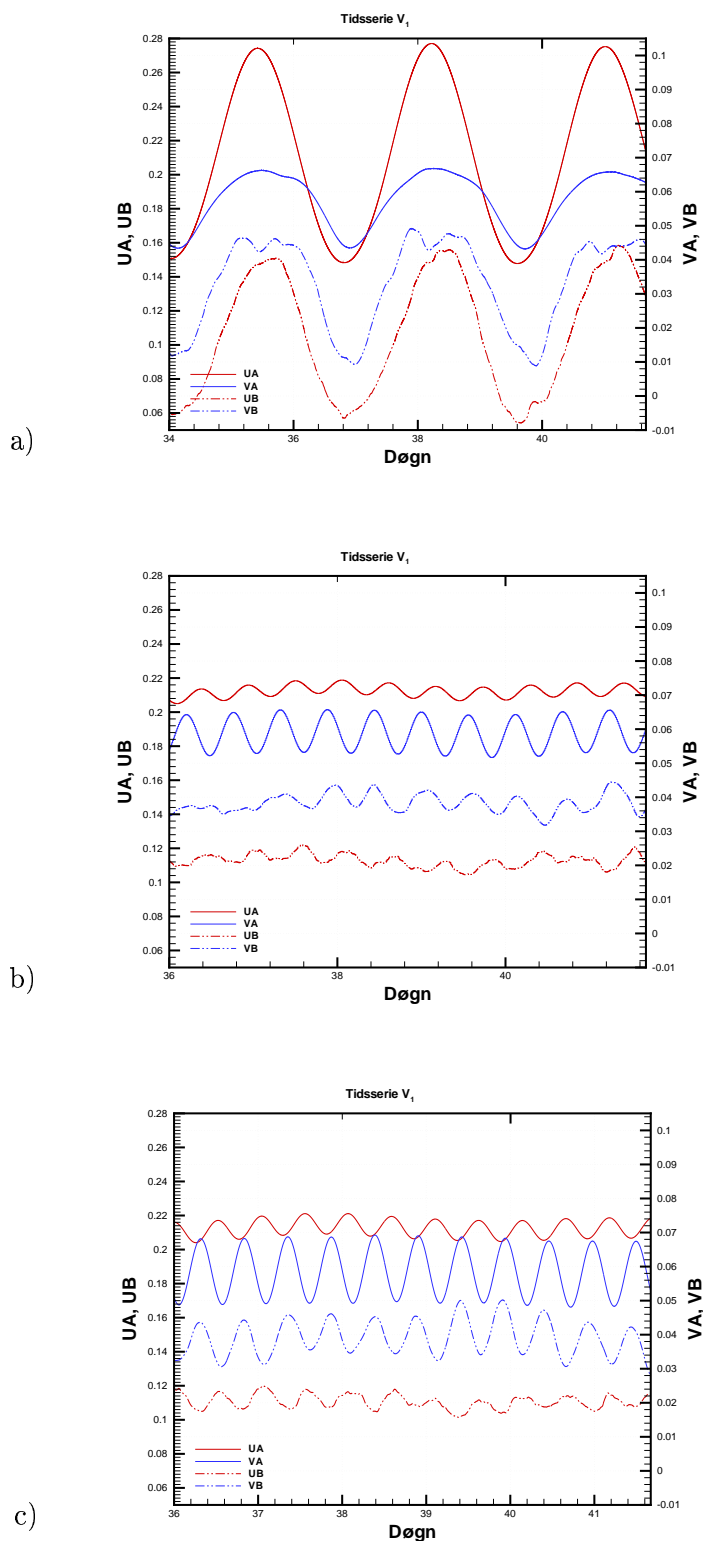 Tidsserie V1
0.28
0.26
0.24
0.22
0.2
0.18
0.16
0.14
0.12
0.1
0.08
0.06
UA, UB
0.1
0.09
0.08
0.07
0.06
0.05
0.04
0.03
0.02
0.01
0
-0.01
VA, VB
UA
VA
UB
VB
34 36 38 40
Døgn
a)
Tidsserie V1
0.28
0.26
0.24
0.22
0.2
0.18
0.16
0.14
0.12
0.1
0.08
0.06
UA, UB
0.1
0.09
0.08
0.07
0.06
0.05
0.04
0.03
0.02
0.01
0
-0.01
VA, VB
UA
VA
UB
VB
36 38 40
Døgn
b)
Tidsserie V1
0.28
0.26
0.24
0.22
0.2
0.18
0.16
0.14
0.12
0.1
0.08
0.06
UA, UB
0.1
0.09
0.08
0.07
0.06
0.05
0.04
0.03
0.02
0.01
0
-0.01
VA, VB
UA
VA
UB
VB
36 37 38 39 40 41
Døgn
c)